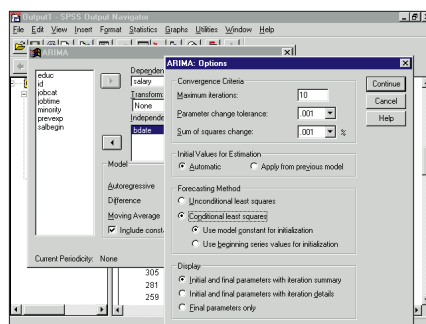 Output1 - SPSS Output Navigator
File Edit View Insert Format Statistics Graphs Utilities Window Help
ARIMA
educ
id
jobcat
jobtime
minority
prevexp
salbegin
salary
Transform:
None
bdate
Model
Autoregressive
Difference
Moving Average
Current Periodicity: None
305
281
259
ARIMA: Options
Convergence Criteria
Maximum iterations: 10
Parameter change tolerance: .001
Sum of squares change: .001 %
Initial Values for Estimation
Automatic
Apply from previous model
Forecasting Method
Unconditional least squares
Conditional least squares
Use model constant for initialization
Use beginning series values for initialization
Display
Initial and final parameters with iteration summary
Initial and final parameters with iteration details
Final parameters only
Continue
Cancel
Help